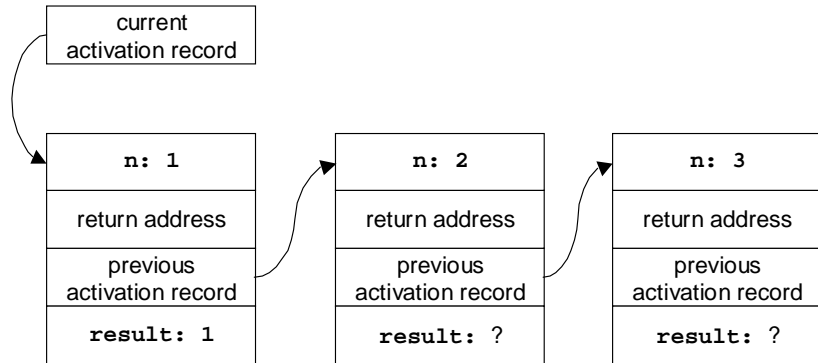 current
activation record
n: 1
return address
previous
activation record
result: 1
n: 2
return address
previous
activation record
result: ?
n: 3
return address
previous
activation record
result: ?